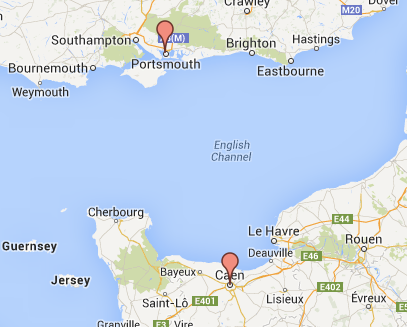 Crawley
Dover
M20
Southampton
(M)
Brighton
Hastings
Portsmouth
Bournemouth
Eastbourne
Weymouth
English
Channel
Cherbourg
E44
Le Havre
Rouen
Guernsey
Deauville
E46
Jersey
Bayeux
Caen
E402
Saint-Lô
E401
Lisieux
Évreux
Granville
Vire